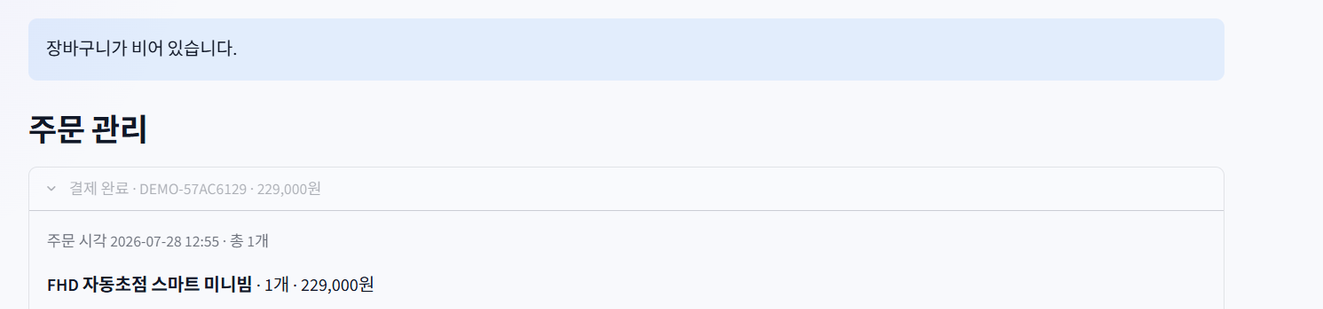 장바구니가 비어 있습니다.
주문 관리
결제 완료 · DEMO-57AC6129 · 229,000원
주문 시각 2026-07-28 12:55 · 총 1개
FHD 자동초점 스마트 미니빔 · 1개 · 229,000원